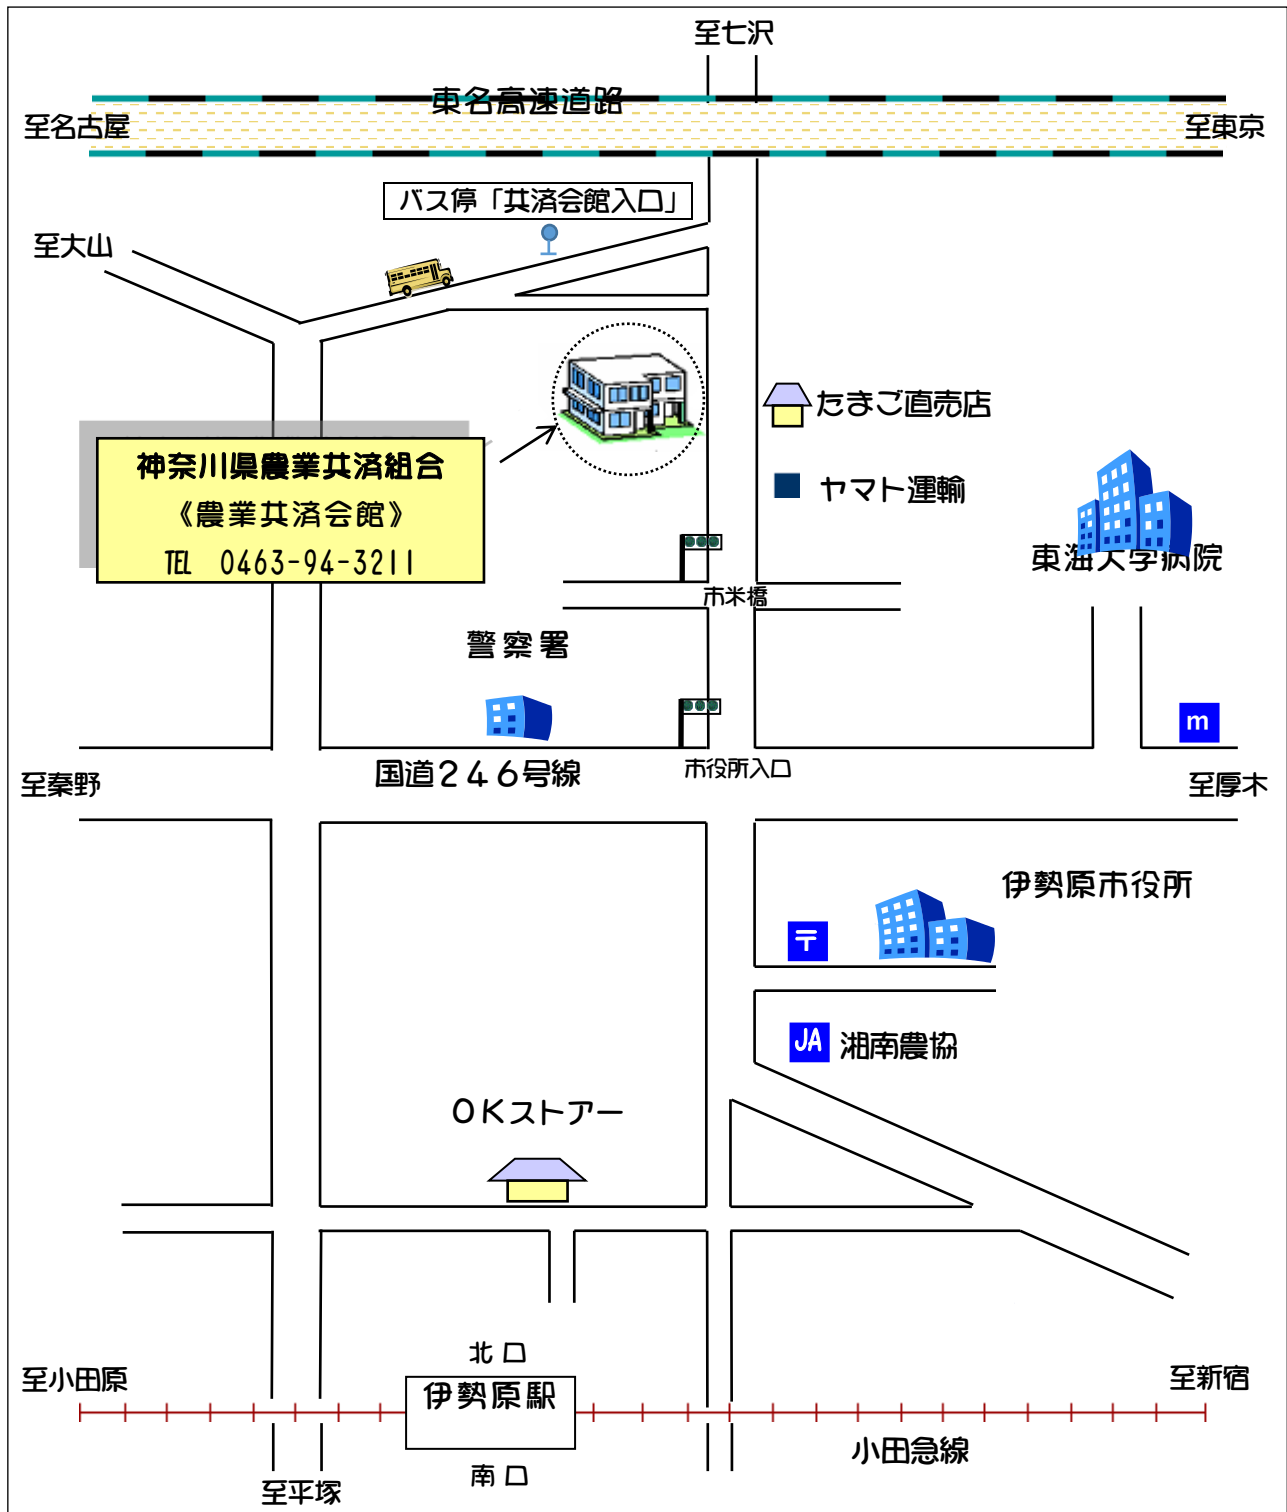 至七沢
東名高速道路
至名古屋
至東京
バス停「共済会館入口」
至大山
たまご直売店
神奈川県農業共済組合
《農業共済会館》
TEL 0463-94-3211
ヤマト運輸
東海大学病院
市米橋
警察署
m
国道246号線
市役所入口
至秦野
至厚木
伊勢原市役所
〒
JA 湘南農協
OKストアー
北口
至小田原
伊勢原駅
至新宿
小田急線
南口
至平塚